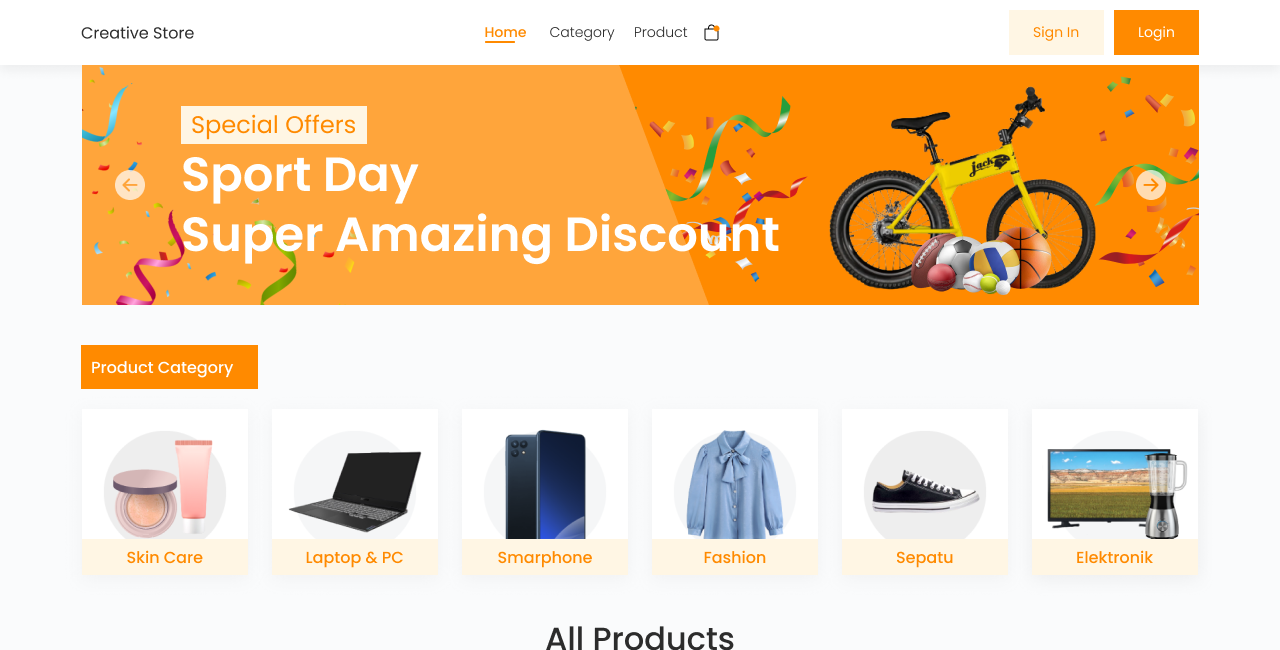 Creative Store
Home
Category
Product
Sign In
Login
Special Offers
Sport Day
Super Amazing Discount
jack
Product Category
Skin Care
Laptop & PC
Smarphone
Fashion
Sepatu
Elektronik
All Products